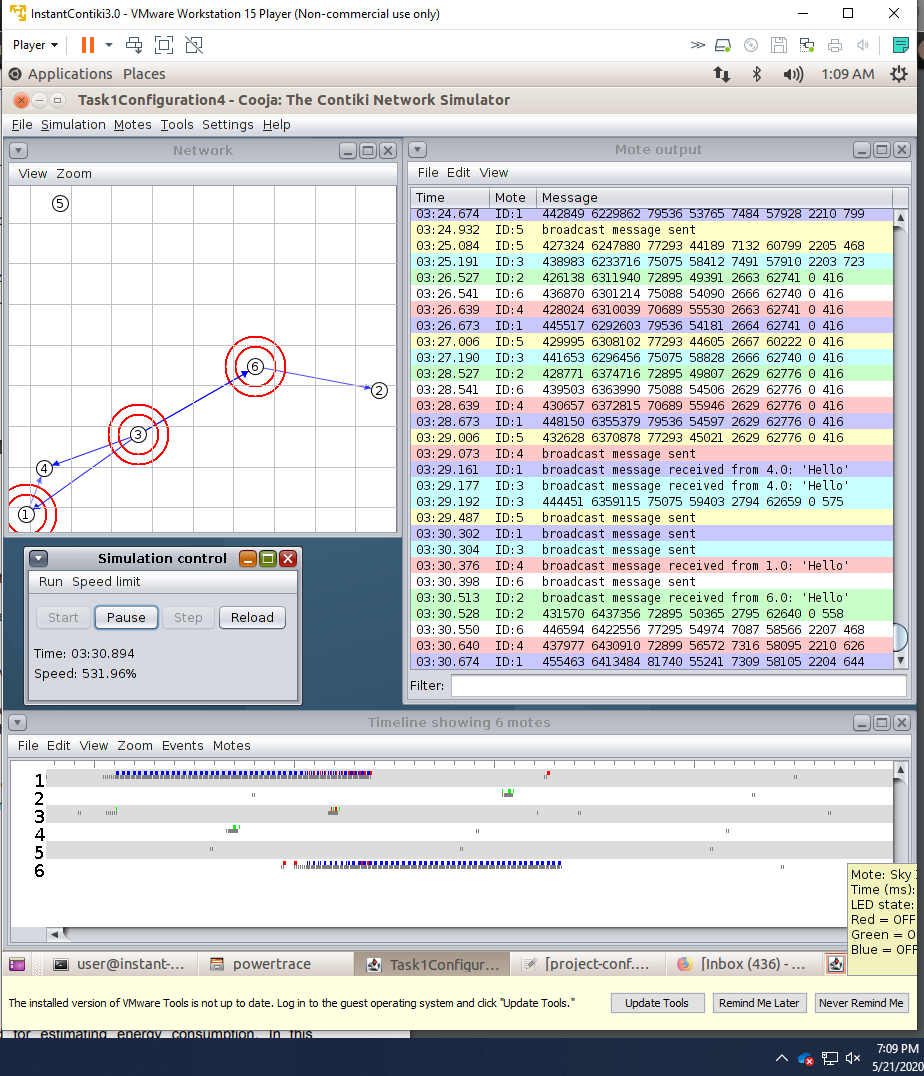 InstantContiki3.0 - VMware Workstation 15 Player (Non-commercial use only)
Player
Applications Places
1:09 AM
Task1Configuration4 - Cooja: The Contiki Network Simulator
File Simulation Motes Tools Settings Help
Network
View Zoom
5
6
2
3
4
1
Mote output
File Edit View
Time Mote Message
03:24.674 ID:1 442849 6229862 79536 53765 7484 57928 2210 799
03:24.932 ID:5 broadcast message sent
03:25.084 ID:5 427324 6247880 77293 44189 7132 60799 2205 468
03:25.191 ID:3 438983 6233716 75075 58412 7491 57910 2203 723
03:26.527 ID:2 426138 6311940 72895 49391 2663 62741 0 416
03:26.541 ID:6 436870 6301214 75088 54090 2666 62740 0 416
03:26.639 ID:4 428024 6310039 70689 55530 2663 62741 0 416
03:26.673 ID:1 445517 6292603 79536 54181 2664 62741 0 416
03:27.006 ID:5 429995 6308102 77293 44605 2667 60222 0 416
03:27.190 ID:3 441653 6296456 75075 58828 2666 62740 0 416
03:28.527 ID:2 428771 6374716 72895 49807 2629 62776 0 416
03:28.541 ID:6 439503 6363990 75088 54506 2629 62776 0 416
03:28.639 ID:4 430657 6372815 70689 55946 2629 62776 0 416
03:28.673 ID:1 448150 6355379 79536 54597 2629 62776 0 416
03:29.006 ID:5 432628 6370878 77293 45021 2629 62776 0 416
03:29.073 ID:4 broadcast message sent
03:29.161 ID:1 broadcast message received from 4.0: 'Hello'
03:29.177 ID:3 broadcast message received from 4.0: 'Hello'
03:29.192 ID:3 444451 6359115 75075 59403 2794 62659 0 575
03:29.487 ID:5 broadcast message sent
03:30.302 ID:1 broadcast message sent
03:30.304 ID:3 broadcast message sent
03:30.376 ID:4 broadcast message received from 1.0: 'Hello'
03:30.398 ID:6 broadcast message sent
03:30.513 ID:2 broadcast message received from 6.0: 'Hello'
03:30.528 ID:2 431570 6437356 72895 50365 2795 62640 0 558
03:30.550 ID:6 446594 6422556 77295 54974 7087 58566 2207 468
03:30.640 ID:4 437977 6430910 72899 56572 7316 58095 2210 626
03:30.674 ID:1 455463 6413484 81740 55241 7309 58105 2204 644
Filter:
Simulation control
Run Speed limit
Start Pause Step Reload
Time: 03:30.894
Speed: 531.96%
Timeline showing 6 motes
File Edit View Zoom Events Motes
1
2
3
4
5
6
Mote: Sky
Time (ms):
LED state:
Red = OFF
Green = O
Blue = OFF
user@instant-... powertrace Task1Configur... [project-conf.... [Inbox (436) - ...
The installed version of VMware Tools is not up to date. Log in to the guest operating system and click "Update Tools."
Update Tools Remind Me Later Never Remind Me
for estimating energy consumption. In this
7:09 PM
5/21/2020